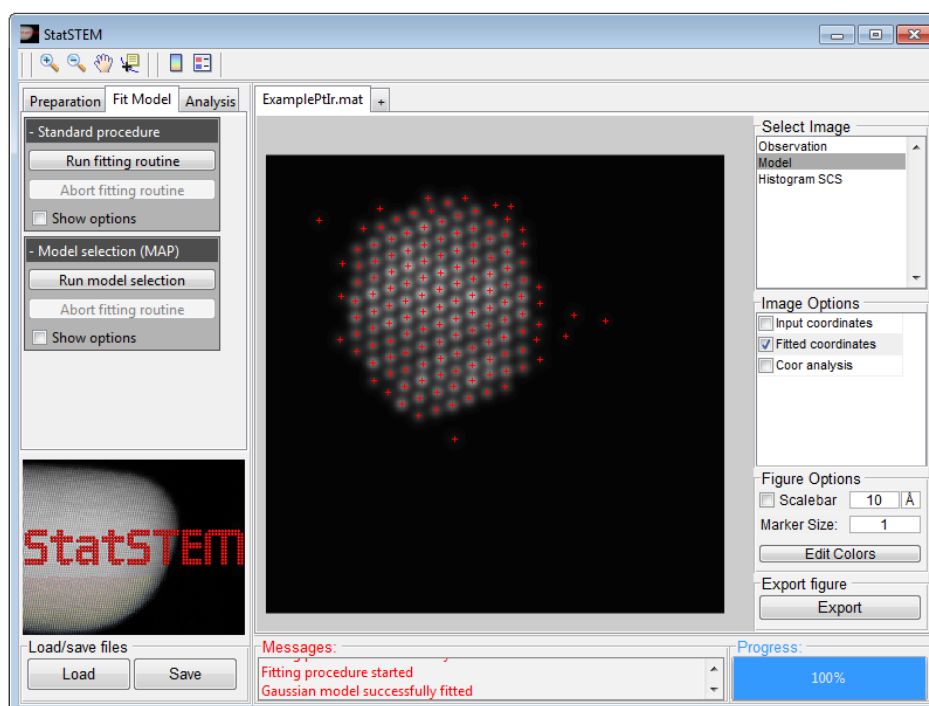 StatSTEM
Preparation Fit Model Analysis
ExamplePtIr.mat +
- Standard procedure
Run fitting routine
Abort fitting routine
Show options
- Model selection (MAP)
Run model selection
Abort fitting routine
Show options
StatSTEM
Load/save files
Load Save
Select Image
Observation
Model
Histogram SCS
Image Options
Input coordinates
Fitted coordinates
Coor analysis
Figure Options
Scalebar 10 Å
Marker Size: 1
Edit Colors
Export figure
Export
Messages:
Fitting procedure started
Gaussian model successfully fitted
Progress:
100%